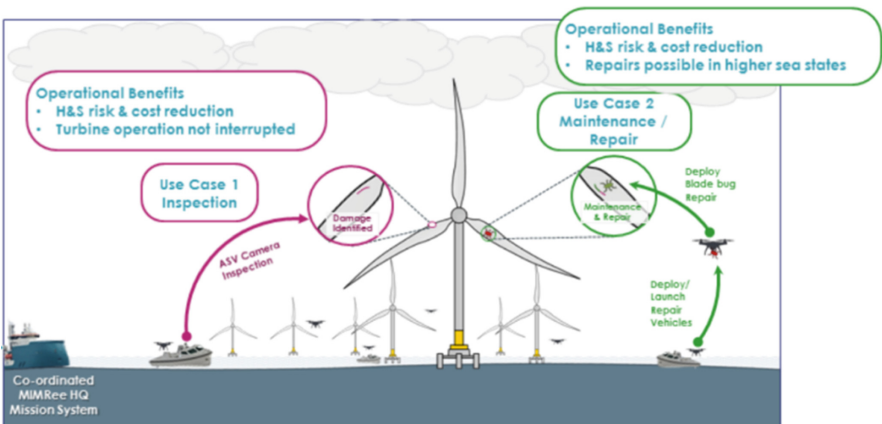 Operational Benefits
• H&S risk & cost reduction
• Repairs possible in higher sea states
Operational Benefits
• H&S risk & cost reduction
• Turbine operation not interrupted
Use Case 2
Maintenance /
Repair
Use Case 1
Inspection
Damage
Identified
Maintenance
& Repair
Deploy
Blade bug
Repair
ASV Camera
Inspection
Deploy/
Launch
Repair
Vehicles
Co-ordinated
MIMRee HQ
Mission System